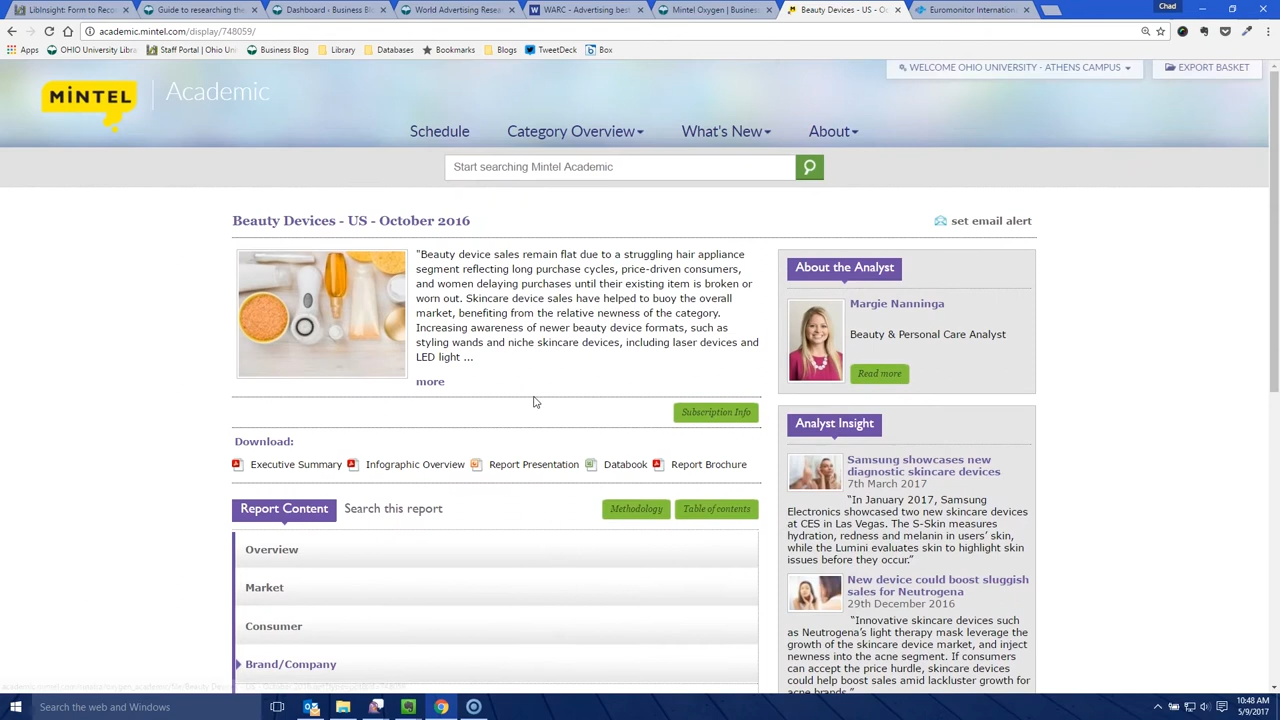 Chad
LibInsight: Form to Reco
Guide to researching the
Dashboard ‹ Business Blo
World Advertising Resea
WARC - Advertising best
Mintel Oxygen | Business
Beauty Devices - US - O
Euromonitor Internationa
academic.mintel.com/display/748059/
Apps
OHIO University Libra
Staff Portal | Ohio Uni
Business Blog
Library
Databases
Bookmarks
Blogs
TweetDeck
Box
WELCOME OHIO UNIVERSITY - ATHENS CAMPUS
EXPORT BASKET
MiNTEL
Academic
Schedule
Category Overview
What's New
About
Start searching Mintel Academic
Beauty Devices - US - October 2016
set email alert
"Beauty device sales remain flat due to a struggling hair appliance
segment reflecting long purchase cycles, price-driven consumers,
and women delaying purchases until their existing item is broken or
worn out. Skincare device sales have helped to buoy the overall
market, benefiting from the relative newness of the category.
Increasing awareness of newer beauty device formats, such as
styling wands and niche skincare devices, including laser devices and
LED light ...
more
Subscription Info
Download:
Executive Summary
Infographic Overview
Report Presentation
Databook
Report Brochure
Report Content
Search this report
Methodology
Table of contents
Overview
Market
Consumer
Brand/Company
About the Analyst
Margie Nanninga
Beauty & Personal Care Analyst
Read more
Analyst Insight
Samsung showcases new
diagnostic skincare devices
7th March 2017
“In January 2017, Samsung
Electronics showcased two new skincare devices
at CES in Las Vegas. The S-Skin measures
hydration, redness and melanin in users’ skin,
while the Lumini evaluates skin to highlight skin
issues before they occur.”
New device could boost sluggish
sales for Neutrogena
29th December 2016
“Innovative skincare devices such
as Neutrogena’s light therapy mask leverage the
growth of the skincare device market, and inject
newness into the acne segment. If consumers
can accept the price hurdle, skincare devices
could help boost sales amid lackluster growth for
acne brands.”
Search the web and Windows
10:48 AM
5/9/2017